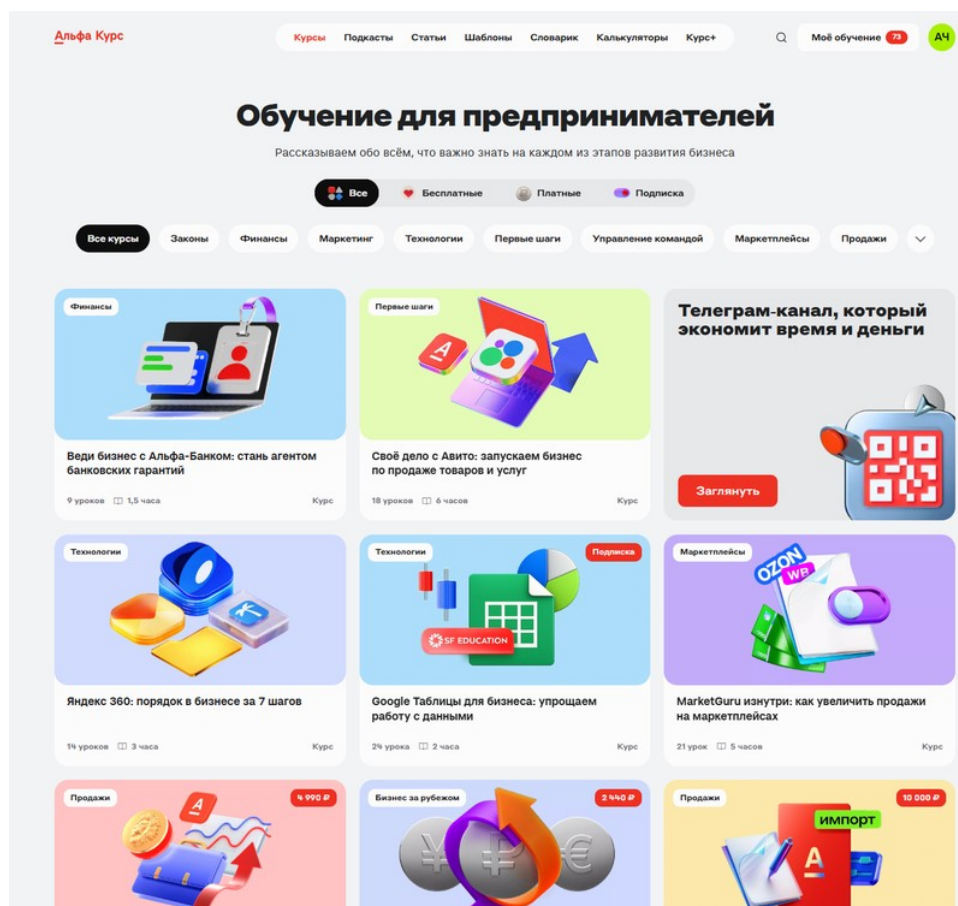 Альфа Курс
Курсы Подкасты Статьи Шаблоны Словарик Калькуляторы Курс+
Моё обучение 73
АЧ
Обучение для предпринимателей
Рассказываем обо всём, что важно знать на каждом из этапов развития бизнеса
Все Бесплатные Платные Подписка
Все курсы Законы Финансы Маркетинг Технологии Первые шаги Управление командой Маркетплейсы Продажи
Финансы
Веди бизнес с Альфа-Банком: стань агентом
банковских гарантий
9 уроков 1,5 часа Курс
Первые шаги
А
Своё дело с Авито: запускаем бизнес
по продаже товаров и услуг
18 уроков 6 часов Курс
Телеграм-канал, который
экономит время и деньги
Заглянуть
Технологии
Яндекс 360: порядок в бизнесе за 7 шагов
14 уроков 3 часа Курс
Технологии
Подписка
SF EDUCATION
Google Таблицы для бизнеса: упрощаем
работу с данными
24 урока 2 часа Курс
Маркетплейсы
OZON
WB
MarketGuru изнутри: как увеличить продажи
на маркетплейсах
21 урок 5 часов Курс
Продажи
4 990 ₽
А
Бизнес за рубежом
2 440 ₽
¥ ₽ €
Продажи
10 000 ₽
ИМПОРТ
А